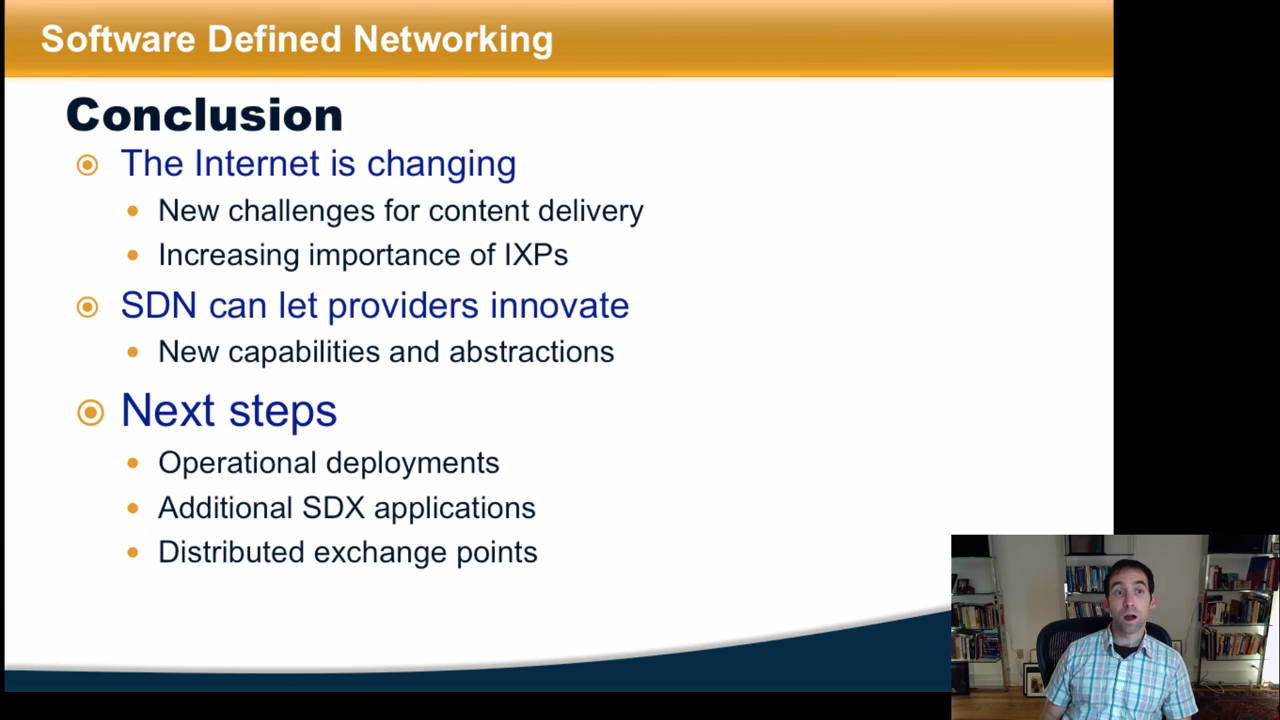 Software Defined Networking
Conclusion
The Internet is changing
New challenges for content delivery
Increasing importance of IXPs
SDN can let providers innovate
New capabilities and abstractions
Next steps
Operational deployments
Additional SDX applications
Distributed exchange points